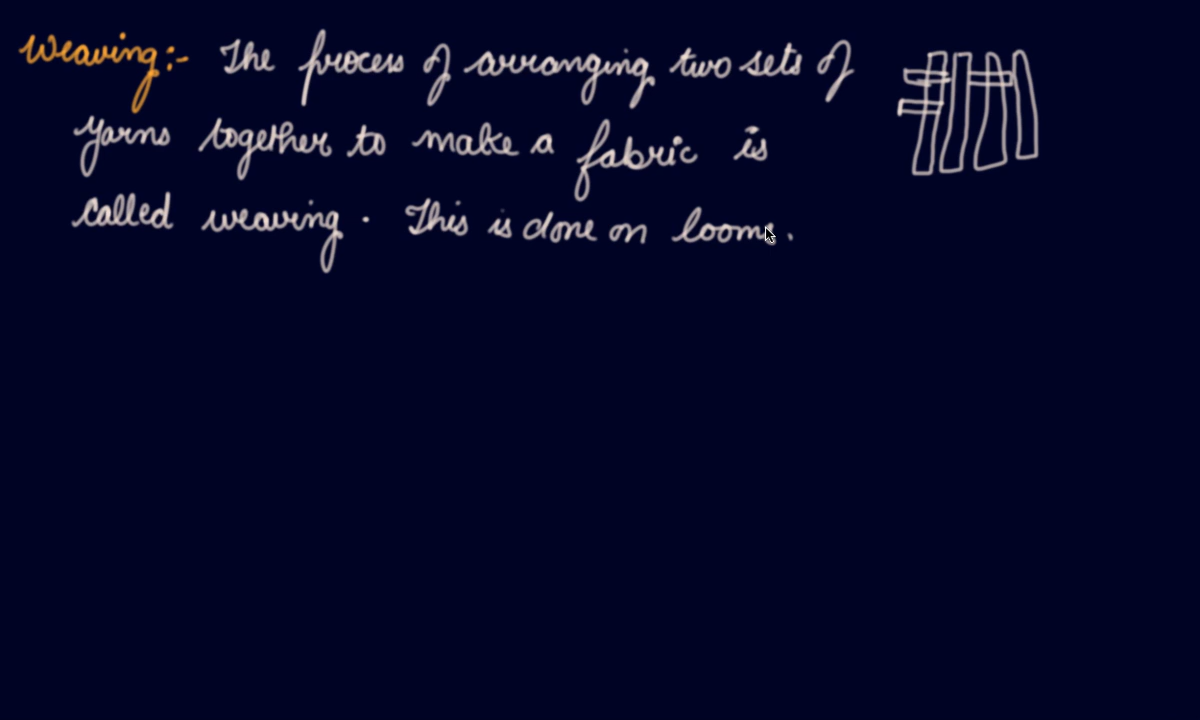 Weaving:- The process of arranging two sets of
yarns together to make a fabric is
called weaving. This is done on looms.